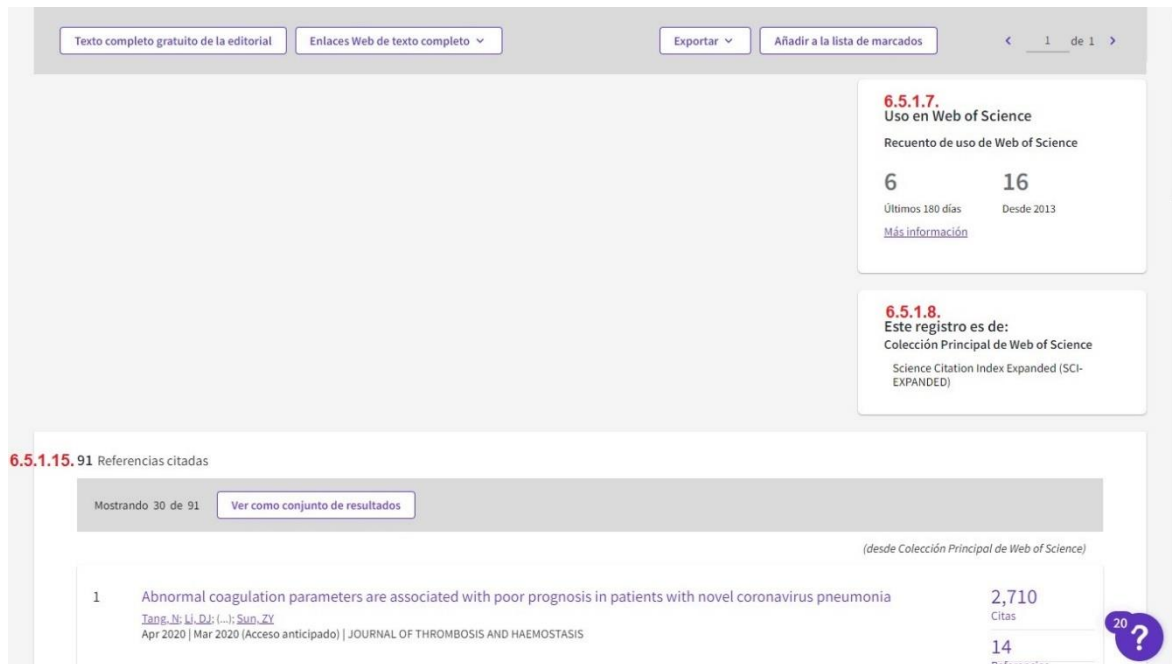 Texto completo gratuito de la editorial
Enlaces Web de texto completo
Exportar
Añadir a la lista de marcados
1 de 1
6.5.1.7.
Uso en Web of Science
Recuento de uso de Web of Science
6 16
Últimos 180 días Desde 2013
Más información
6.5.1.8.
Este registro es de:
Colección Principal de Web of Science
Science Citation Index Expanded (SCI-
EXPANDED)
6.5.1.15. 91 Referencias citadas
Mostrando 30 de 91 Ver como conjunto de resultados
(desde Colección Principal de Web of Science)
1 Abnormal coagulation parameters are associated with poor prognosis in patients with novel coronavirus pneumonia
Tang, N; Li, DJ; (...); Sun, ZY
Apr 2020 | Mar 2020 (Acceso anticipado) | JOURNAL OF THROMBOSIS AND HAEMOSTASIS
2,710
Citas
14
Referencias
20 ?